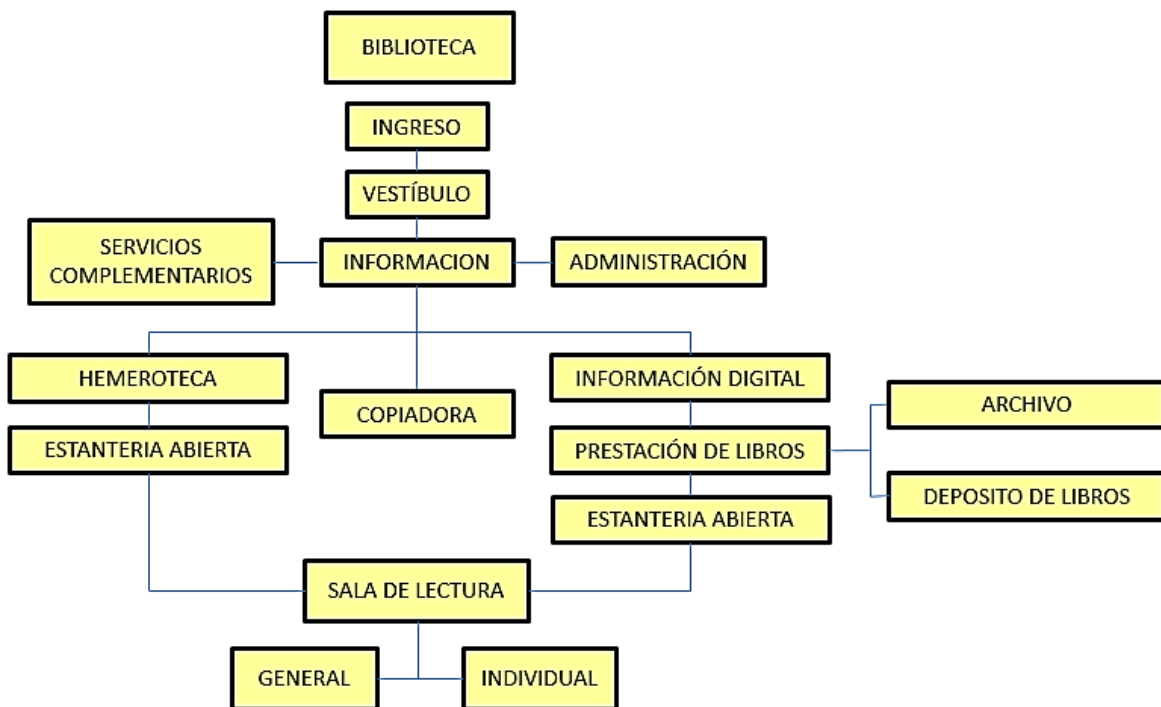 BIBLIOTECA
INGRESO
VESTÍBULO
SERVICIOS
COMPLEMENTARIOS
INFORMACION
ADMINISTRACIÓN
HEMEROTECA
INFORMACIÓN DIGITAL
COPIADORA
ARCHIVO
ESTANTERIA ABIERTA
PRESTACIÓN DE LIBROS
DEPOSITO DE LIBROS
ESTANTERIA ABIERTA
SALA DE LECTURA
GENERAL
INDIVIDUAL